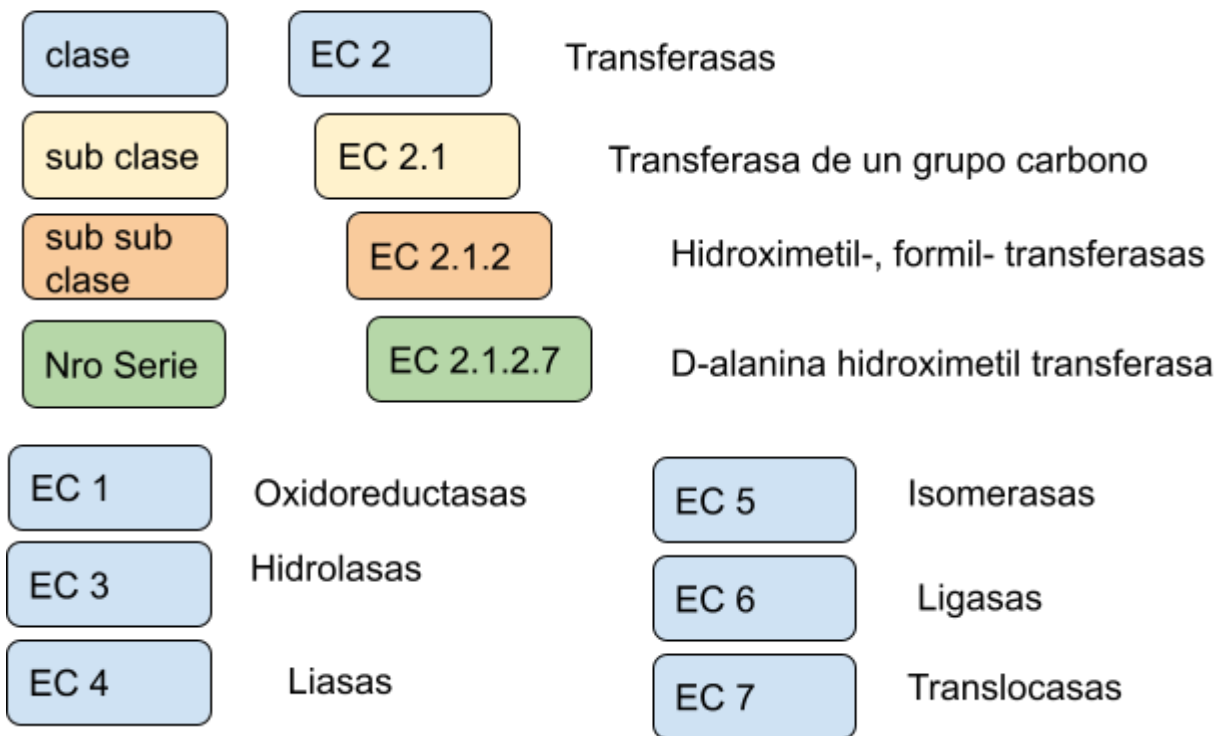 clase EC 2 Transferasas
sub clase EC 2.1 Transferasa de un grupo carbono
sub sub
clase EC 2.1.2 Hidroximetil-, formil- transferasas
Nro Serie EC 2.1.2.7 D-alanina hidroximetil transferasa
EC 1 Oxidoreductasas
EC 3 Hidrolasas
EC 4 Liasas
EC 5 Isomerasas
EC 6 Ligasas
EC 7 Translocasas